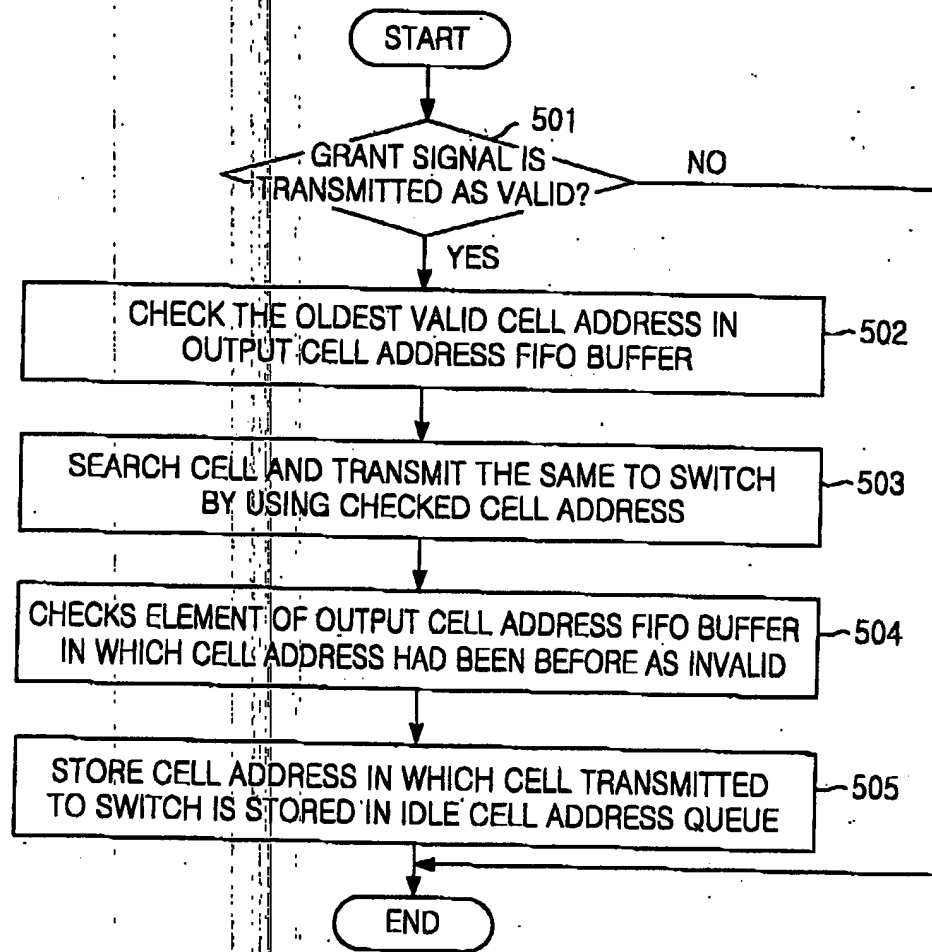 START
501
GRANT SIGNAL IS
TRANSMITTED AS VALID?
NO
YES
CHECK THE OLDEST VALID CELL ADDRESS IN
OUTPUT CELL ADDRESS FIFO BUFFER
502
SEARCH CELL AND TRANSMIT THE SAME TO SWITCH
BY USING CHECKED CELL ADDRESS
503
CHECKS ELEMENT OF OUTPUT CELL ADDRESS FIFO BUFFER
IN WHICH CELL ADDRESS HAD BEEN BEFORE AS INVALID
504
STORE CELL ADDRESS IN WHICH CELL TRANSMITTED
TO SWITCH IS STORED IN IDLE CELL ADDRESS QUEUE
505
END